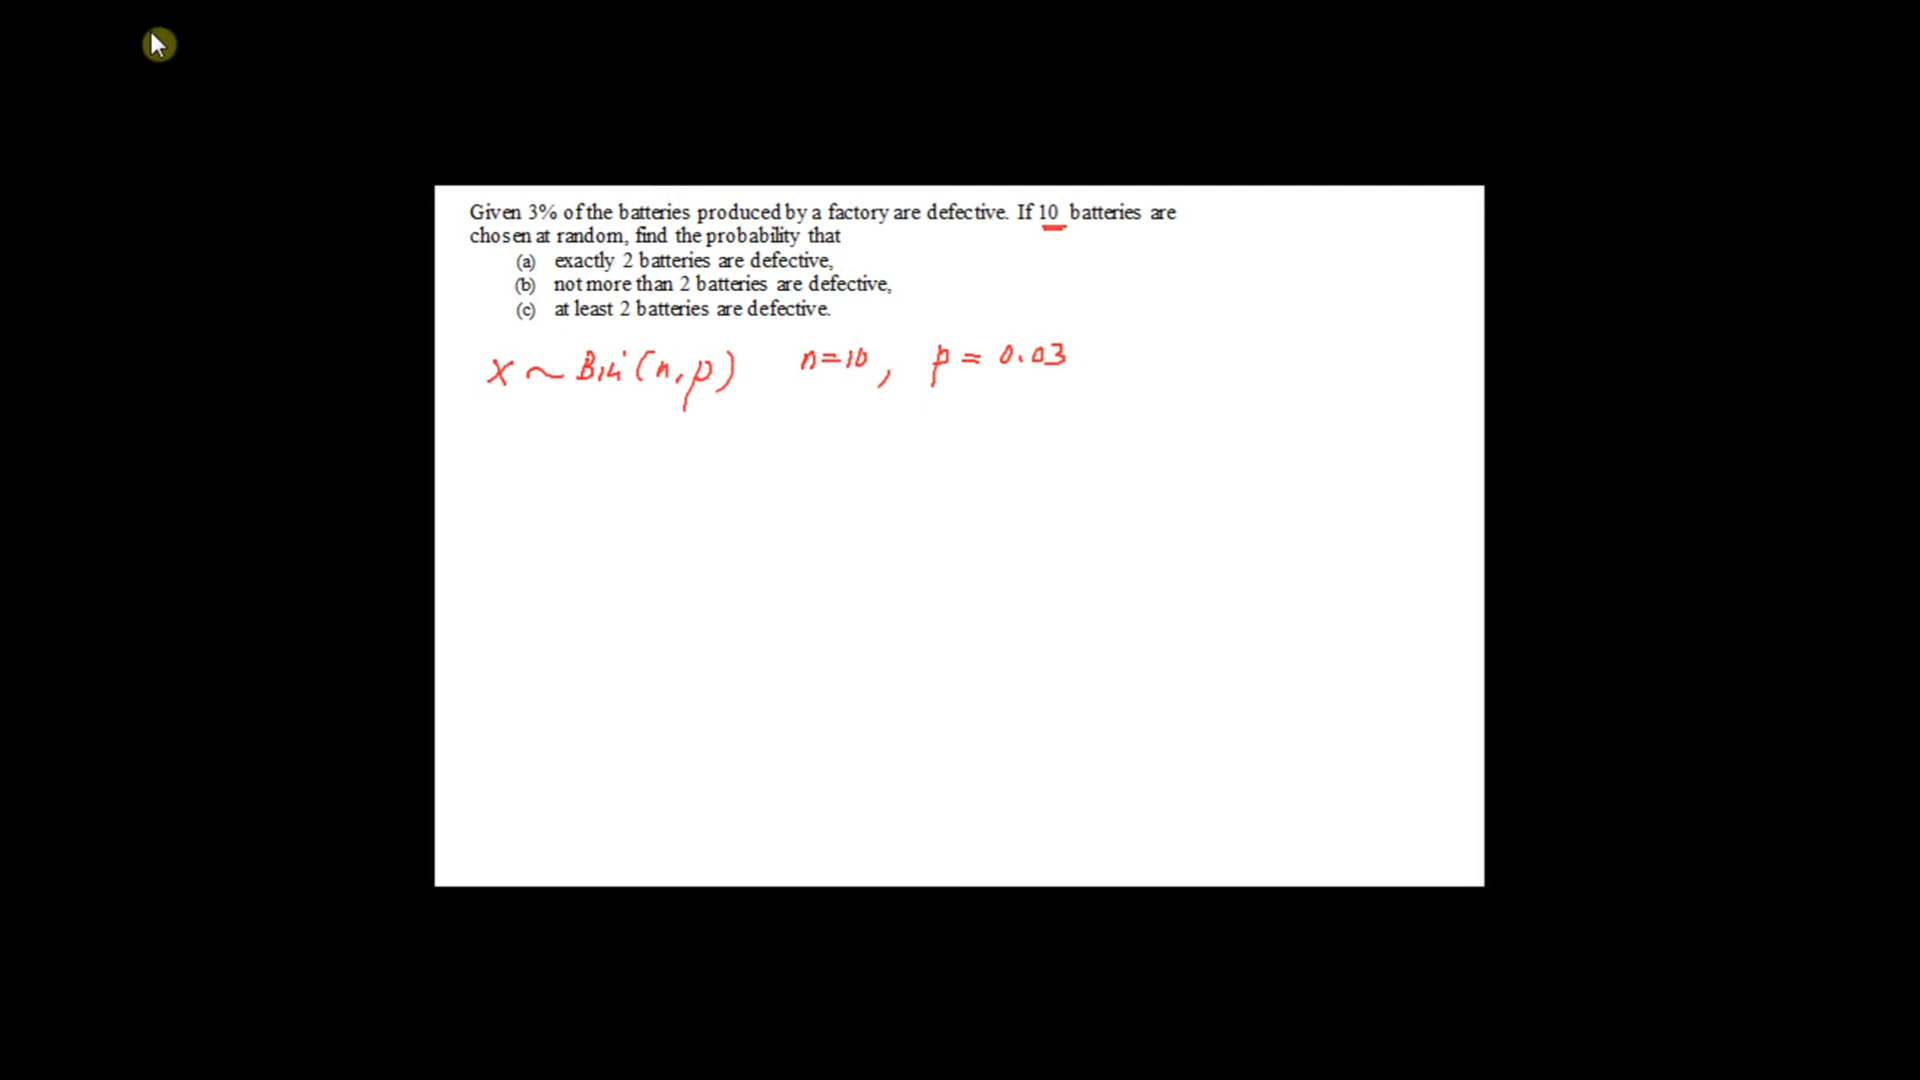 Given 3% of the batteries produced by a factory are defective. If 10 batteries are
chosen at random, find the probability that
(a) exactly 2 batteries are defective,
(b) not more than 2 batteries are defective,
(c) at least 2 batteries are defective.
X ~ Bin(n,p) n=10, p = 0.03